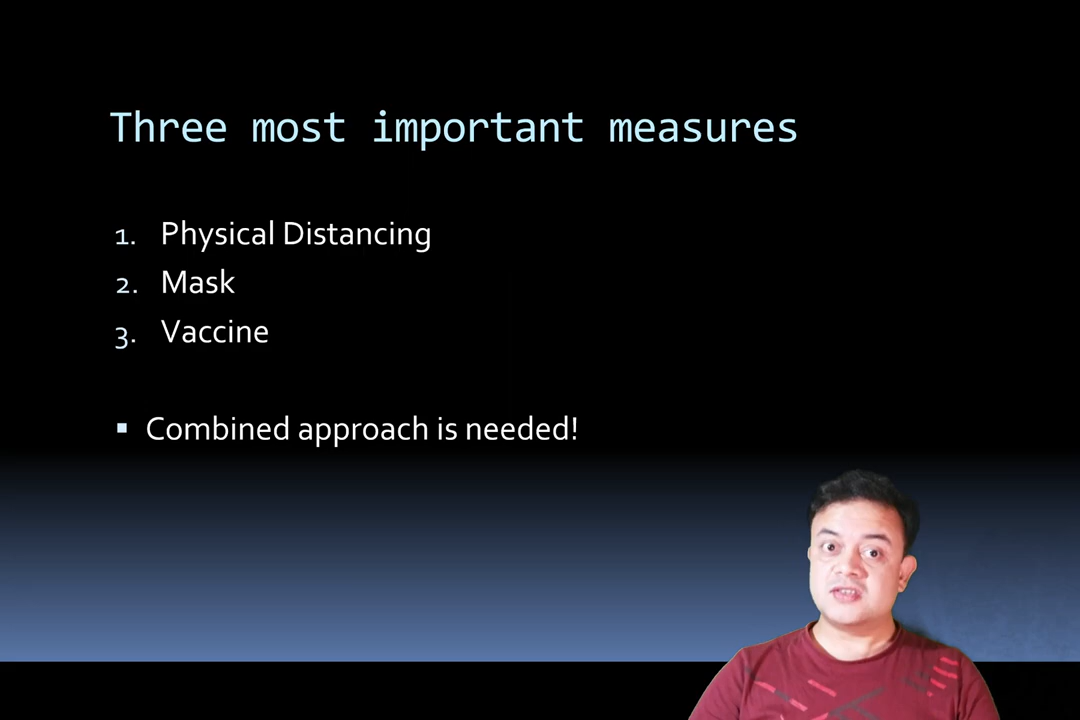 Three most important measures
1. Physical Distancing
2. Mask
3. Vaccine
▪ Combined approach is needed!